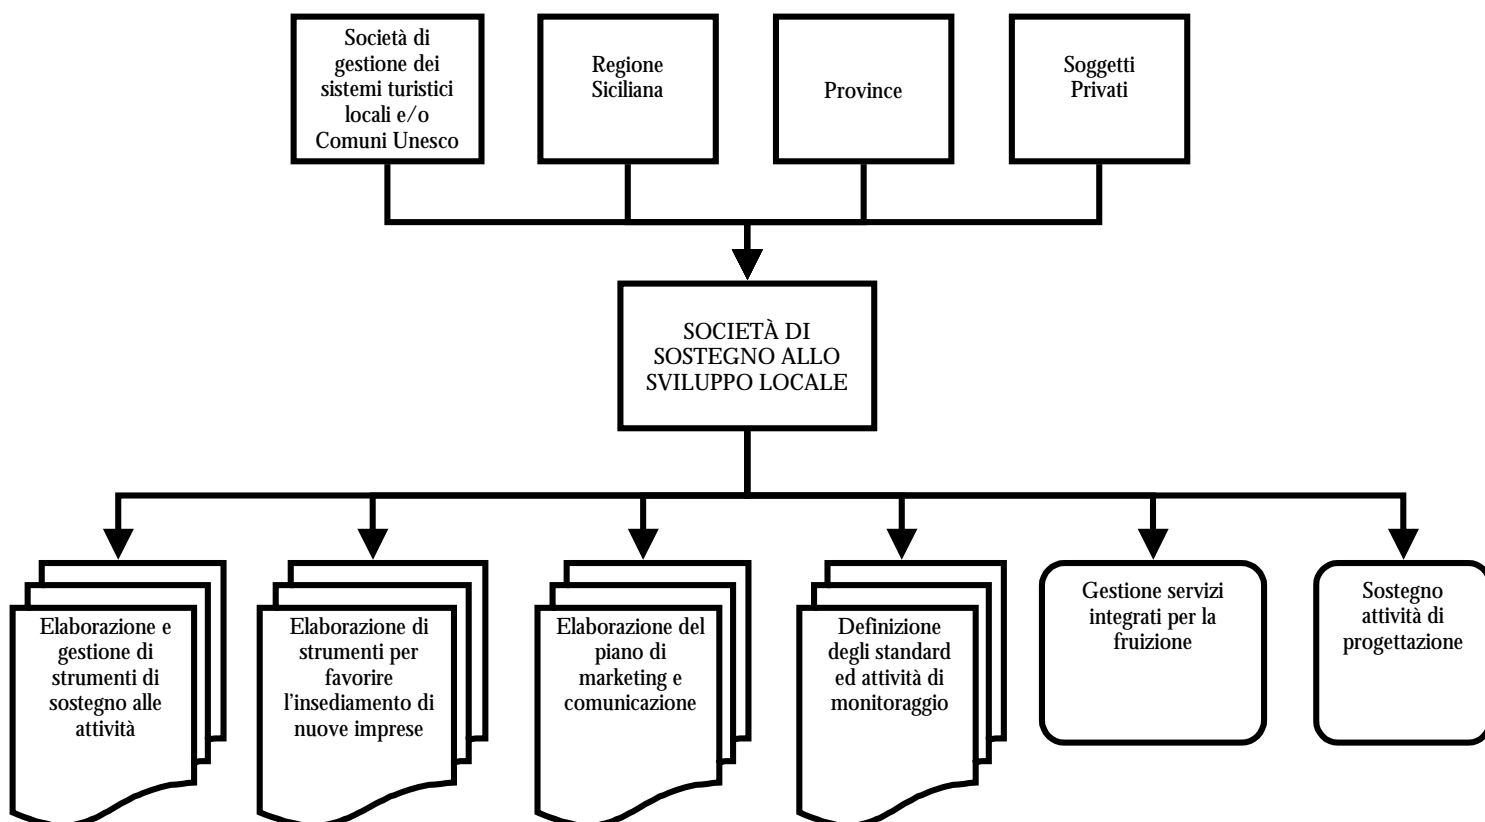 Società di
gestione dei
sistemi turistici
locali e/o
Comuni Unesco
Regione
Siciliana
Province
Soggetti
Privati
SOCIETÀ DI
SOSTEGNO ALLO
SVILUPPO LOCALE
Elaborazione e
gestione di
strumenti di
sostegno alle
attività
Elaborazione di
strumenti per
favorire
l'insediamento di
nuove imprese
Elaborazione del
piano di
marketing e
comunicazione
Definizione
degli standard
ed attività di
monitoraggio
Gestione servizi
integrati per la
fruizione
Sostegno
attività di
progettazione